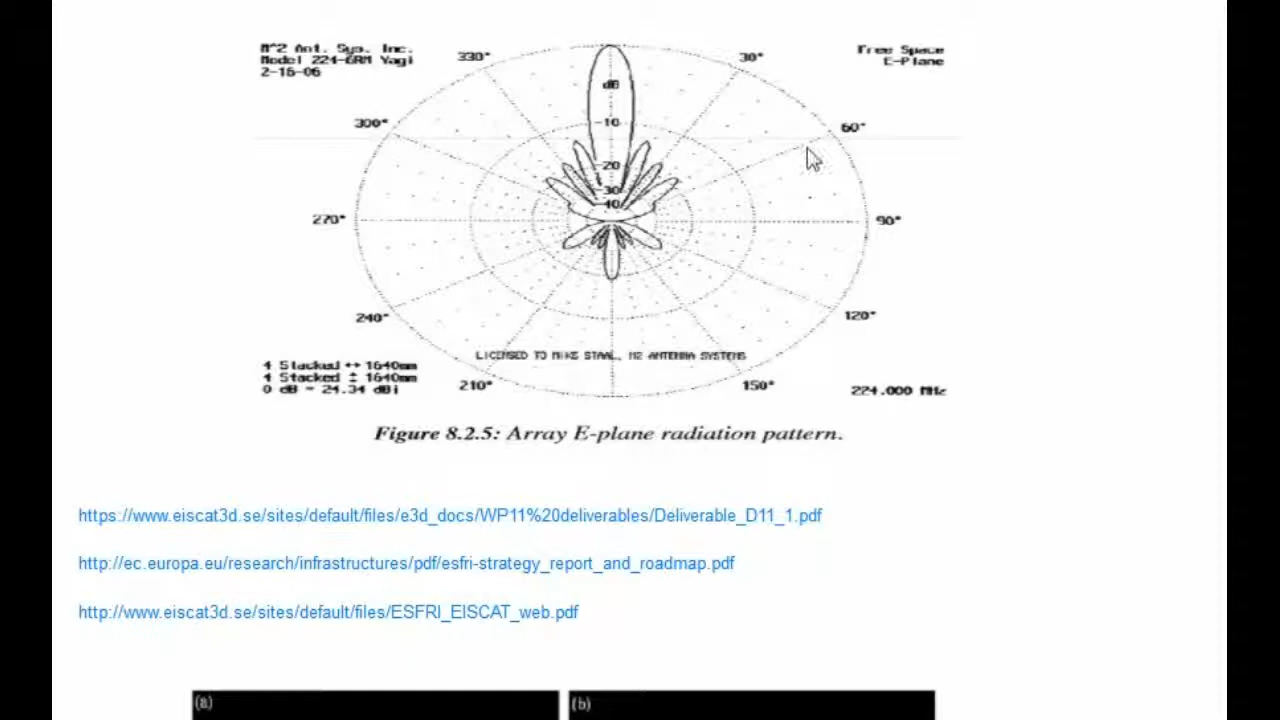 M^2 Ant. Sys. Inc.
Model 224-6RM Yagi
2-16-06
Free Space
E-Plane
330°
30°
dB
300°
60°
-10
-20
-30
-40
270°
90°
240°
120°
LICENSED TO MIKE STAAL, M2 ANTENNA SYSTEMS
4 Stacked ↔ 1640mm
4 Stacked ↕ 1640mm
0 dB = 24.34 dBi
210°
150°
224.000 MHz
Figure 8.2.5: Array E-plane radiation pattern.
https://www.eiscat3d.se/sites/default/files/e3d_docs/WP11%20deliverables/Deliverable_D11_1.pdf
http://ec.europa.eu/research/infrastructures/pdf/esfri-strategy_report_and_roadmap.pdf
http://www.eiscat3d.se/sites/default/files/ESFRI_EISCAT_web.pdf
(a)
(b)